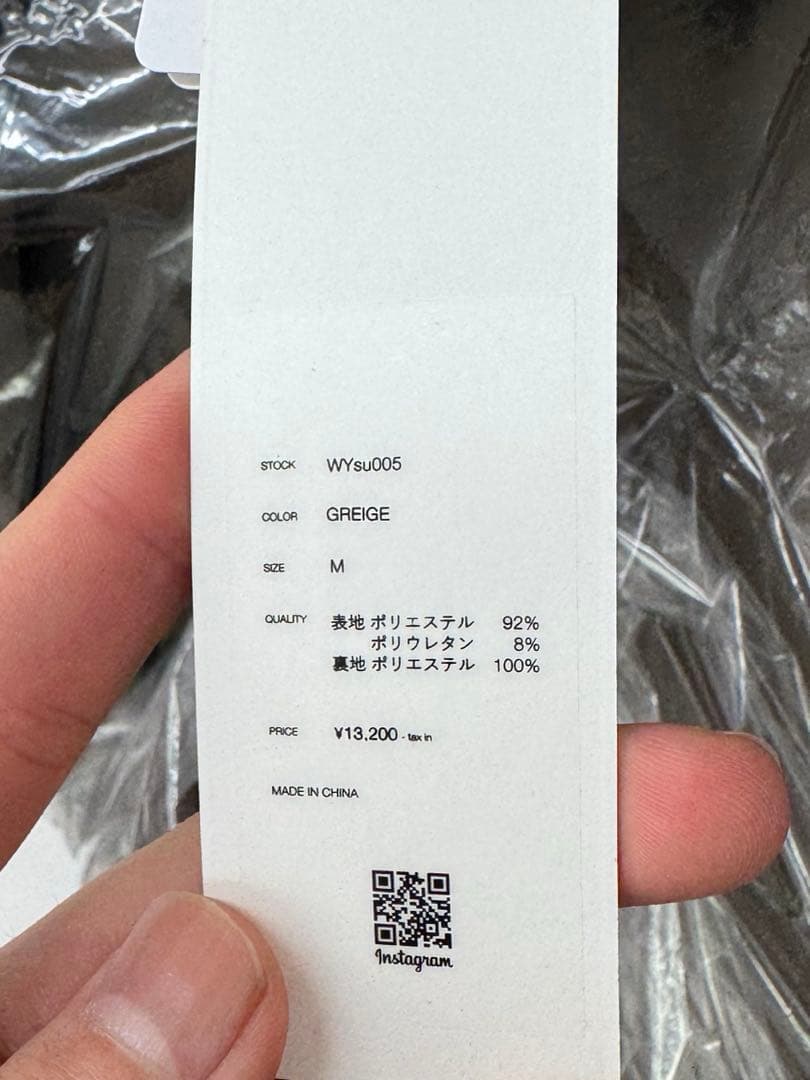 STOCK WYsu005
COLOR GREIGE
SIZE M
QUALITY 表地 ポリエステル 92%
ポリウレタン 8%
裏地 ポリエステル 100%
PRICE ¥13,200 - tax in
MADE IN CHINA
Instagram